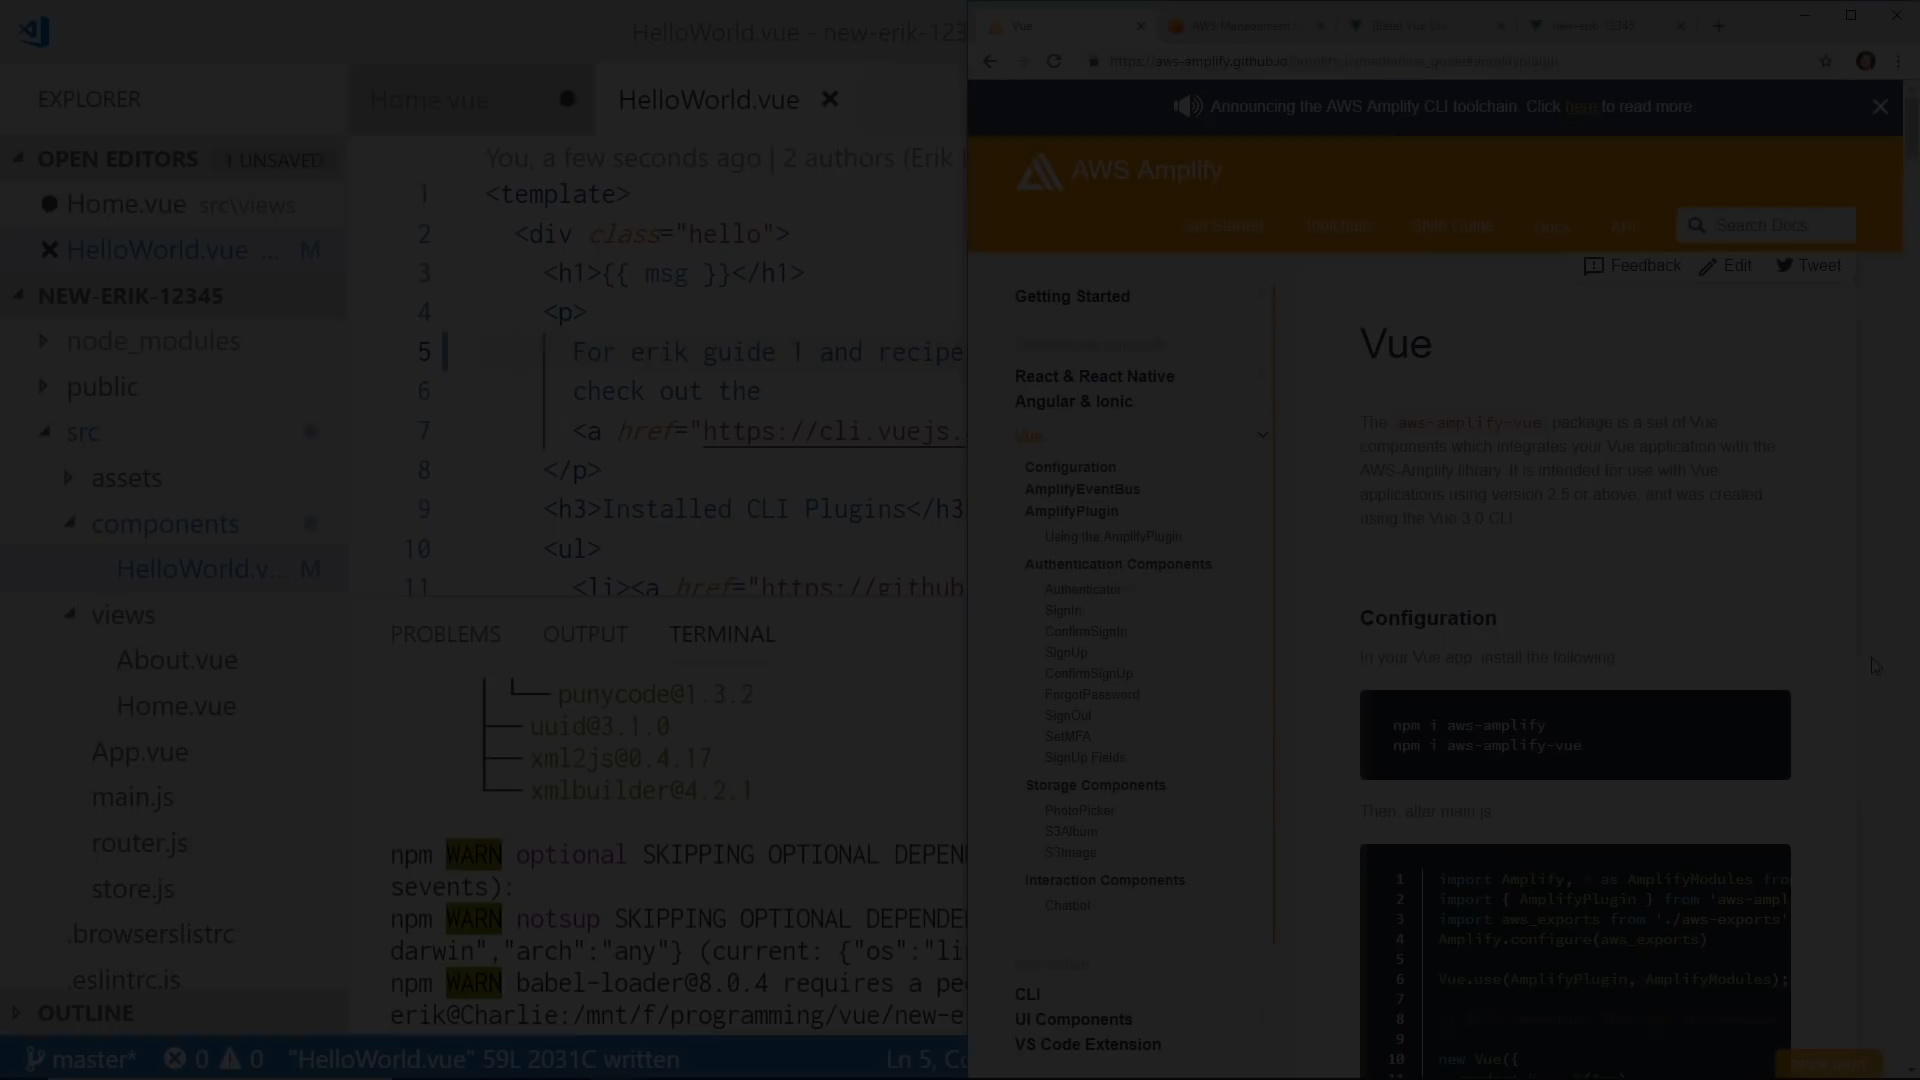 HelloWorld.vue - new-erik-123
EXPLORER
OPEN EDITORS 1 UNSAVED
Home.vue src\views
HelloWorld.vue ... M
NEW-ERIK-12345
node_modules
public
src
assets
components
HelloWorld.v... M
views
About.vue
Home.vue
App.vue
main.js
router.js
store.js
.browserslistrc
.eslintrc.js
OUTLINE
Home.vue
HelloWorld.vue
You, a few seconds ago | 2 authors (Erik
1 <template>
2 <div class="hello">
3 <h1>{{ msg }}</h1>
4 <p>
5 For erik guide 1 and recipe
6 check out the
7 <a href="https://cli.vuejs.
8 </p>
9 <h3>Installed CLI Plugins</h3
10 <ul>
11 <li><a href="https://github
PROBLEMS OUTPUT TERMINAL
punycode@1.3.2
uuid@3.1.0
xml2js@0.4.17
xmlbuilder@4.2.1
npm WARN optional SKIPPING OPTIONAL DEPEND
sevents):
npm WARN notsup SKIPPING OPTIONAL DEPENDE
darwin","arch":"any"} (current: {"os":"li
npm WARN babel-loader@8.0.4 requires a pe
erik@Charlie:/mnt/f/programming/vue/new-e
master* 0 0 "HelloWorld.vue" 59L 2031C written Ln 5, Co
Vue
AWS Management
new-erik-12345
Announcing the AWS Amplify CLI toolchain. Click here to read more.
AWS Amplify
Get Started Toolchain Style Guide Docs API
Search Docs
Feedback Edit Tweet
Getting Started
React & React Native
Angular & Ionic
Vue
Configuration
AmplifyEventBus
AmplifyPlugin
Using the AmplifyPlugin
Authentication Components
Authenticator
SignIn
ConfirmSignIn
SignUp
ConfirmSignUp
ForgotPassword
SignOut
SetMFA
SignUp Fields
Storage Components
PhotoPicker
S3Album
S3Image
Interaction Components
Chatbot
CLI
UI Components
VS Code Extension
Vue
The aws-amplify-vue package is a set of Vue
components which integrates your Vue application with the
AWS-Amplify library. It is intended for use with Vue
applications using version 2.5 or above, and was created
using the Vue 3.0 CLI.
Configuration
In your Vue app, install the following:
npm i aws-amplify
npm i aws-amplify-vue
Then, alter main.js:
1 import Amplify, * as AmplifyModules from
2 import { AmplifyPlugin } from 'aws-ampl
3 import aws_exports from './aws-exports'
4 Amplify.configure(aws_exports)
5
6 Vue.use(AmplifyPlugin, AmplifyModules);
7
8
9
10 new Vue({